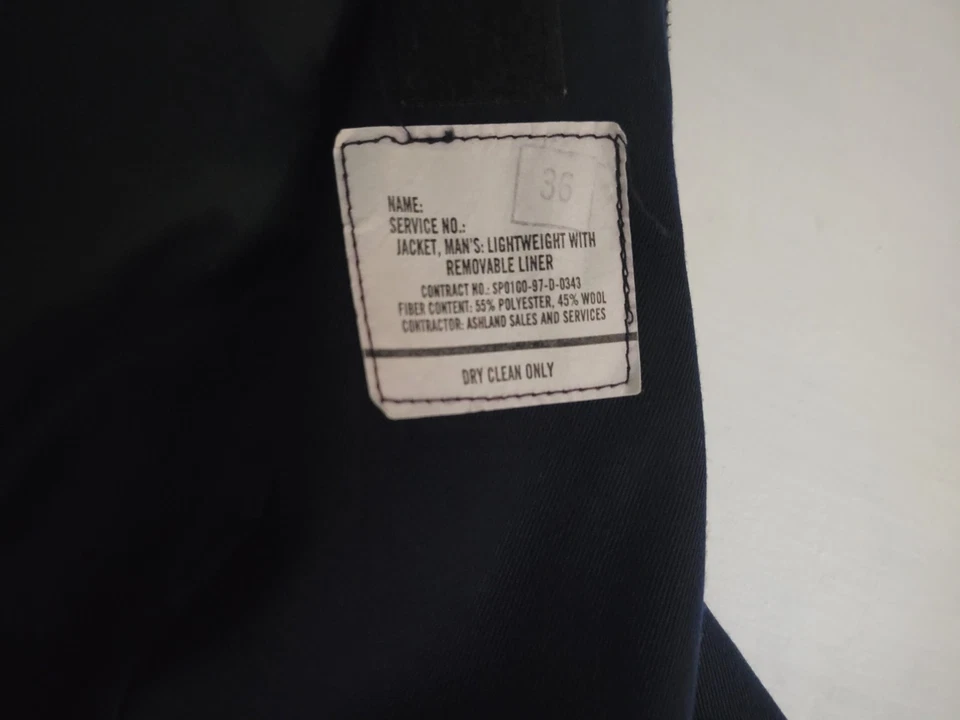 36
NAME:
SERVICE NO.:
JACKET, MAN'S: LIGHTWEIGHT WITH
REMOVABLE LINER
CONTRACT NO.: SPO100-97-D-0343
FIBER CONTENT: 55% POLYESTER, 45% WOOL
CONTRACTOR: ASHLAND SALES AND SERVICES
DRY CLEAN ONLY